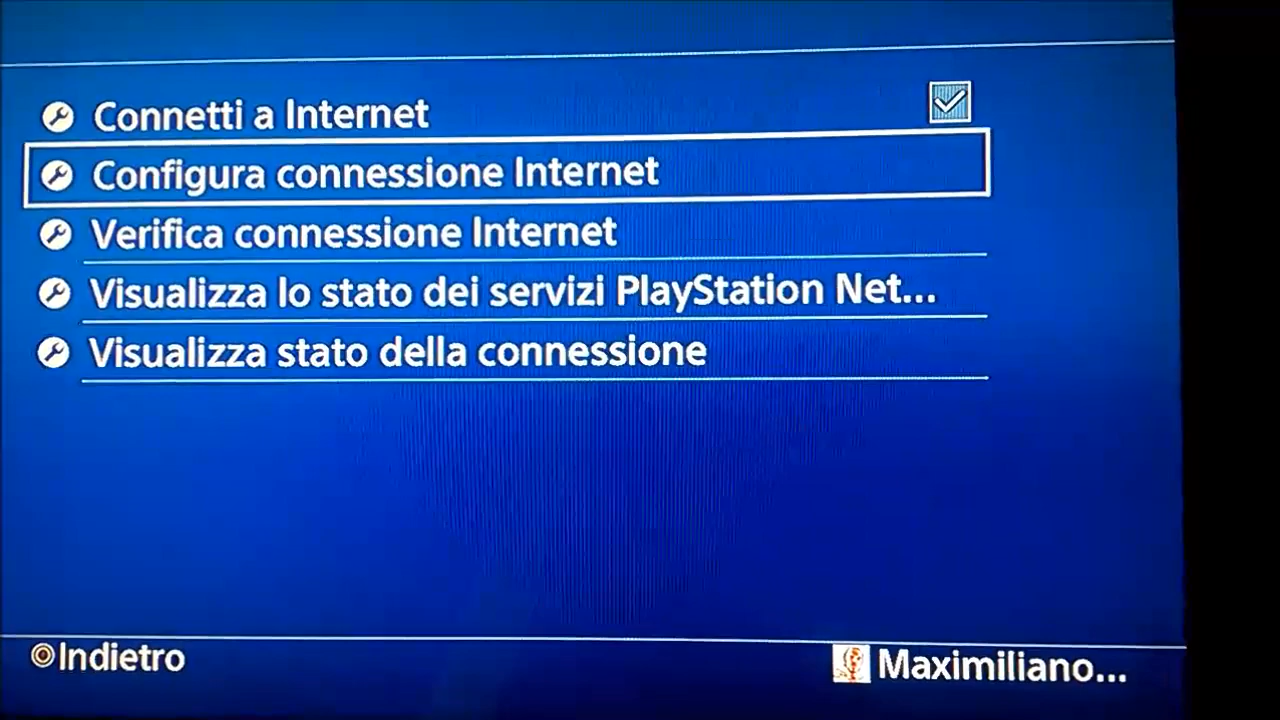 Connetti a Internet
Configura connessione Internet
Verifica connessione Internet
Visualizza lo stato dei servizi PlayStation Net...
Visualizza stato della connessione
Indietro
Maximiliano...